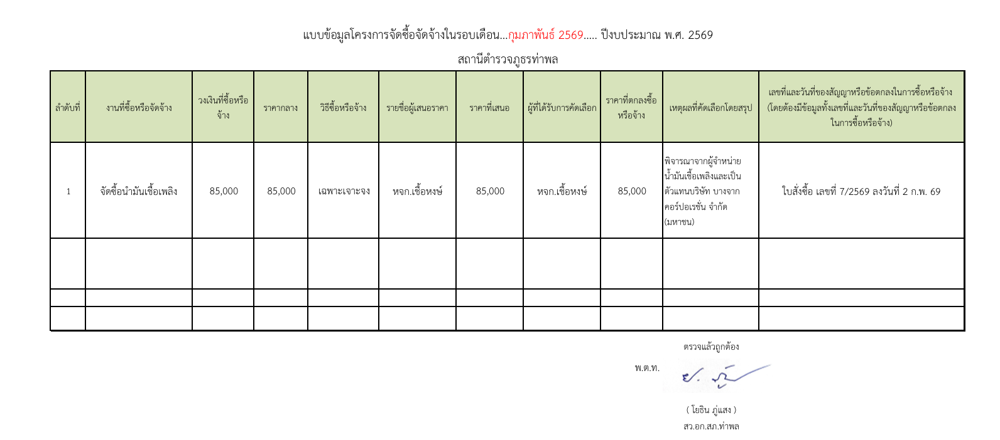 แบบข้อมูลโครงการจัดซื้อจัดจ้างในรอบเดือน...กุมภาพันธ์ 2569..... ปีงบประมาณ พ.ศ. 2569
สถานีตำรวจภูธรท่าพล
ลำดับที่
งานที่ซื้อหรือจัดจ้าง
วงเงินที่ซื้อหรือ
จ้าง
ราคากลาง
วิธีซื้อหรือจ้าง
รายชื่อผู้เสนอราคา
ราคาที่เสนอ
ผู้ที่ได้รับการคัดเลือก
ราคาที่ตกลงซื้อ
หรือจ้าง
เหตุผลที่คัดเลือกโดยสรุป
เลขที่และวันที่ของสัญญาหรือข้อตกลงในการซื้อหรือจ้าง
(โดยต้องมีข้อมูลทั้งเลขที่และวันที่ของสัญญาหรือข้อตกลง
ในการซื้อหรือจ้าง)
1
จัดซื้อนำมันเชื้อเพลิง
85,000
85,000
เฉพาะเจาะจง
หจก.เชื้อหงษ์
85,000
หจก.เชื้อหงษ์
85,000
พิจารณาจากผู้จำหน่าย
น้ำมันเชื้อเพลิงและเป็น
ตัวแทนบริษัท บางจาก
คอร์ปอเรชั่น จำกัด
(มหาชน)
ใบสั่งซื้อ เลขที่ 7/2569 ลงวันที่ 2 ก.พ. 69
ตรวจแล้วถูกต้อง
พ.ต.ท.
( โยธิน ภู่แสง )
สว.อก.สภ.ท่าพล